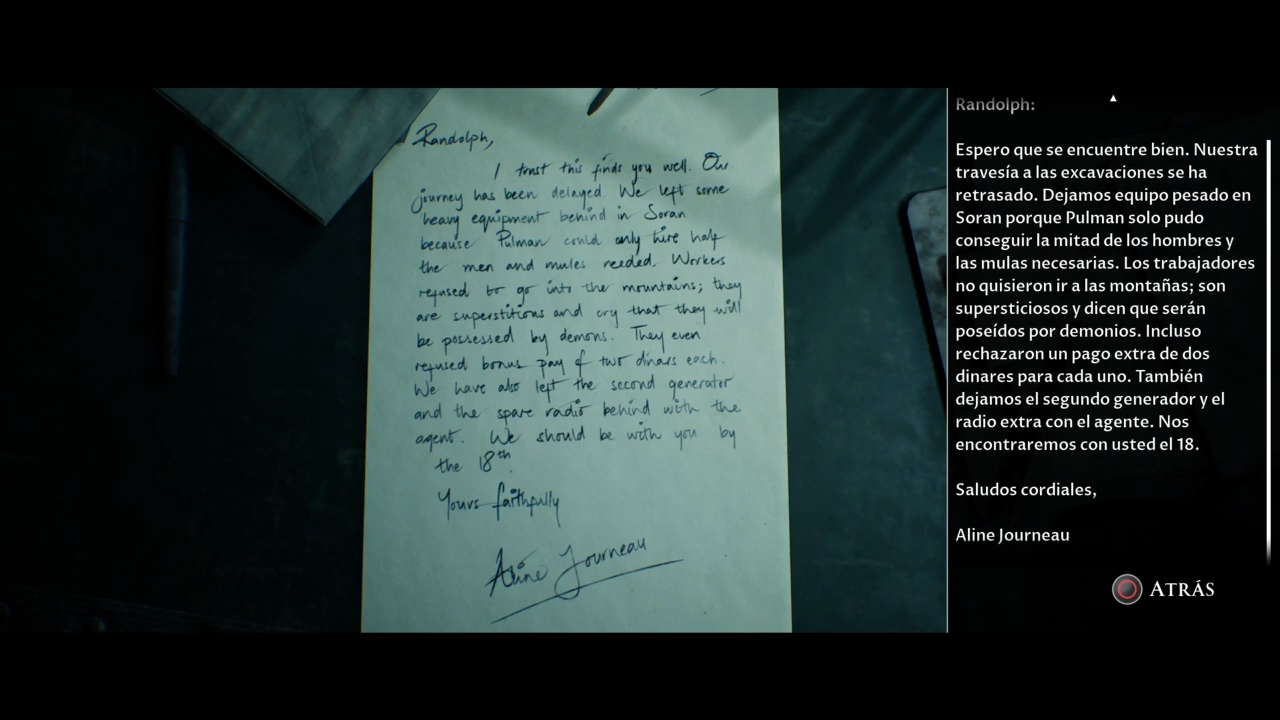 Randolph,
I trust this finds you well. Our
journey has been delayed. We left some
heavy equipment behind in Soran
because Pulman could only hire half
the men and mules needed. Workers
refused to go into the mountains; they
are superstitious and cry that they will
be possessed by demons. They even
refused bonus pay of two dinars each.
We have also left the second generator
and the spare radio behind with the
agent. We should be with you by
the 18th.
Yours faithfully
Aline Journeau
Randolph:
Espero que se encuentre bien. Nuestra
travesía a las excavaciones se ha
retrasado. Dejamos equipo pesado en
Soran porque Pulman solo pudo
conseguir la mitad de los hombres y
las mulas necesarias. Los trabajadores
no quisieron ir a las montañas; son
supersticiosos y dicen que serán
poseídos por demonios. Incluso
rechazaron un pago extra de dos
dinares para cada uno. También
dejamos el segundo generador y el
radio extra con el agente. Nos
encontraremos con usted el 18.
Saludos cordiales,
Aline Journeau
ATRÁS